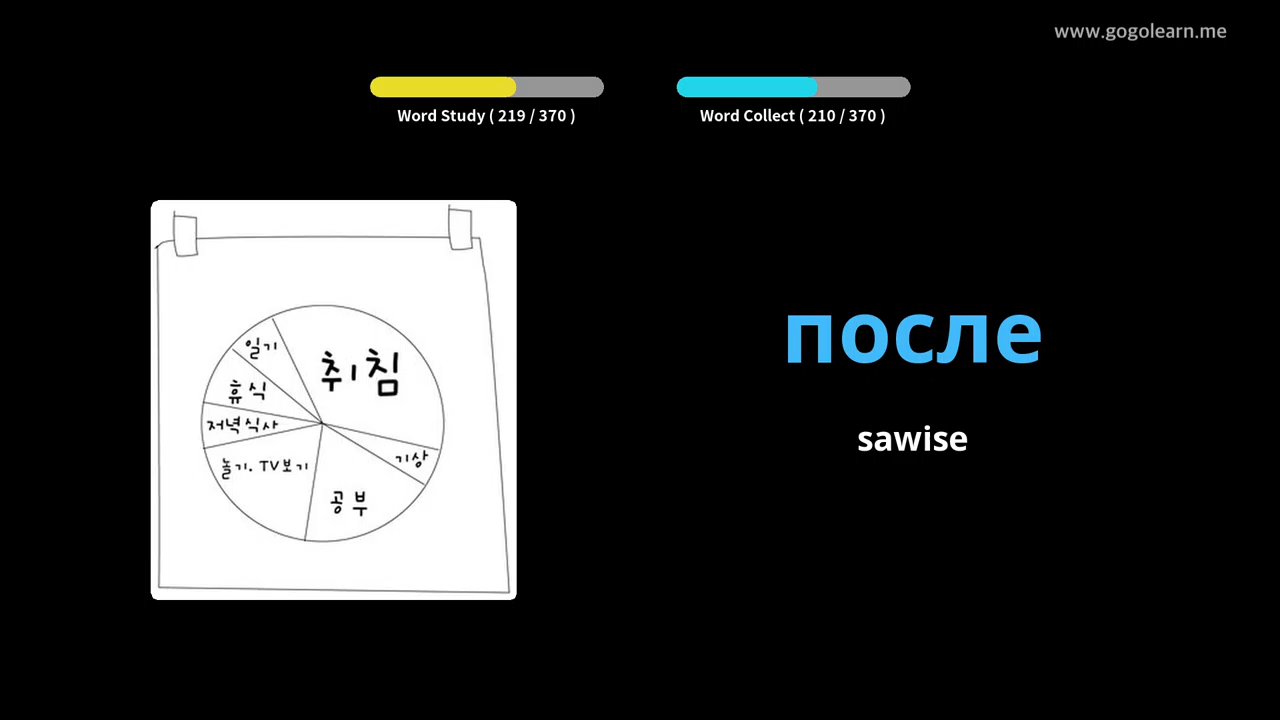 www.gogolearn.me
Word Study ( 219 / 370 )
Word Collect ( 210 / 370 )
일기
취침
휴식
저녁식사
놀기. TV보기
기상
공부
после
sawise